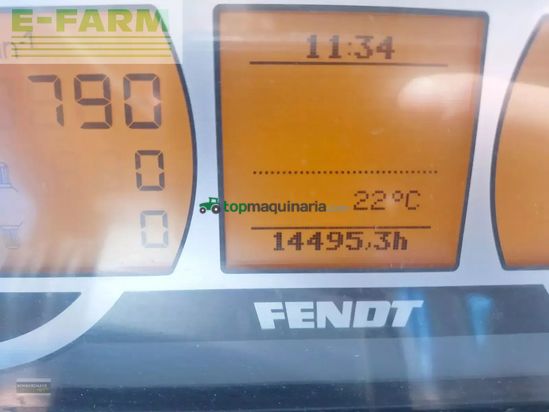 E-FARM
11:34
790
0
22°C
topmaquinaria
0
14495,3h
FENDT